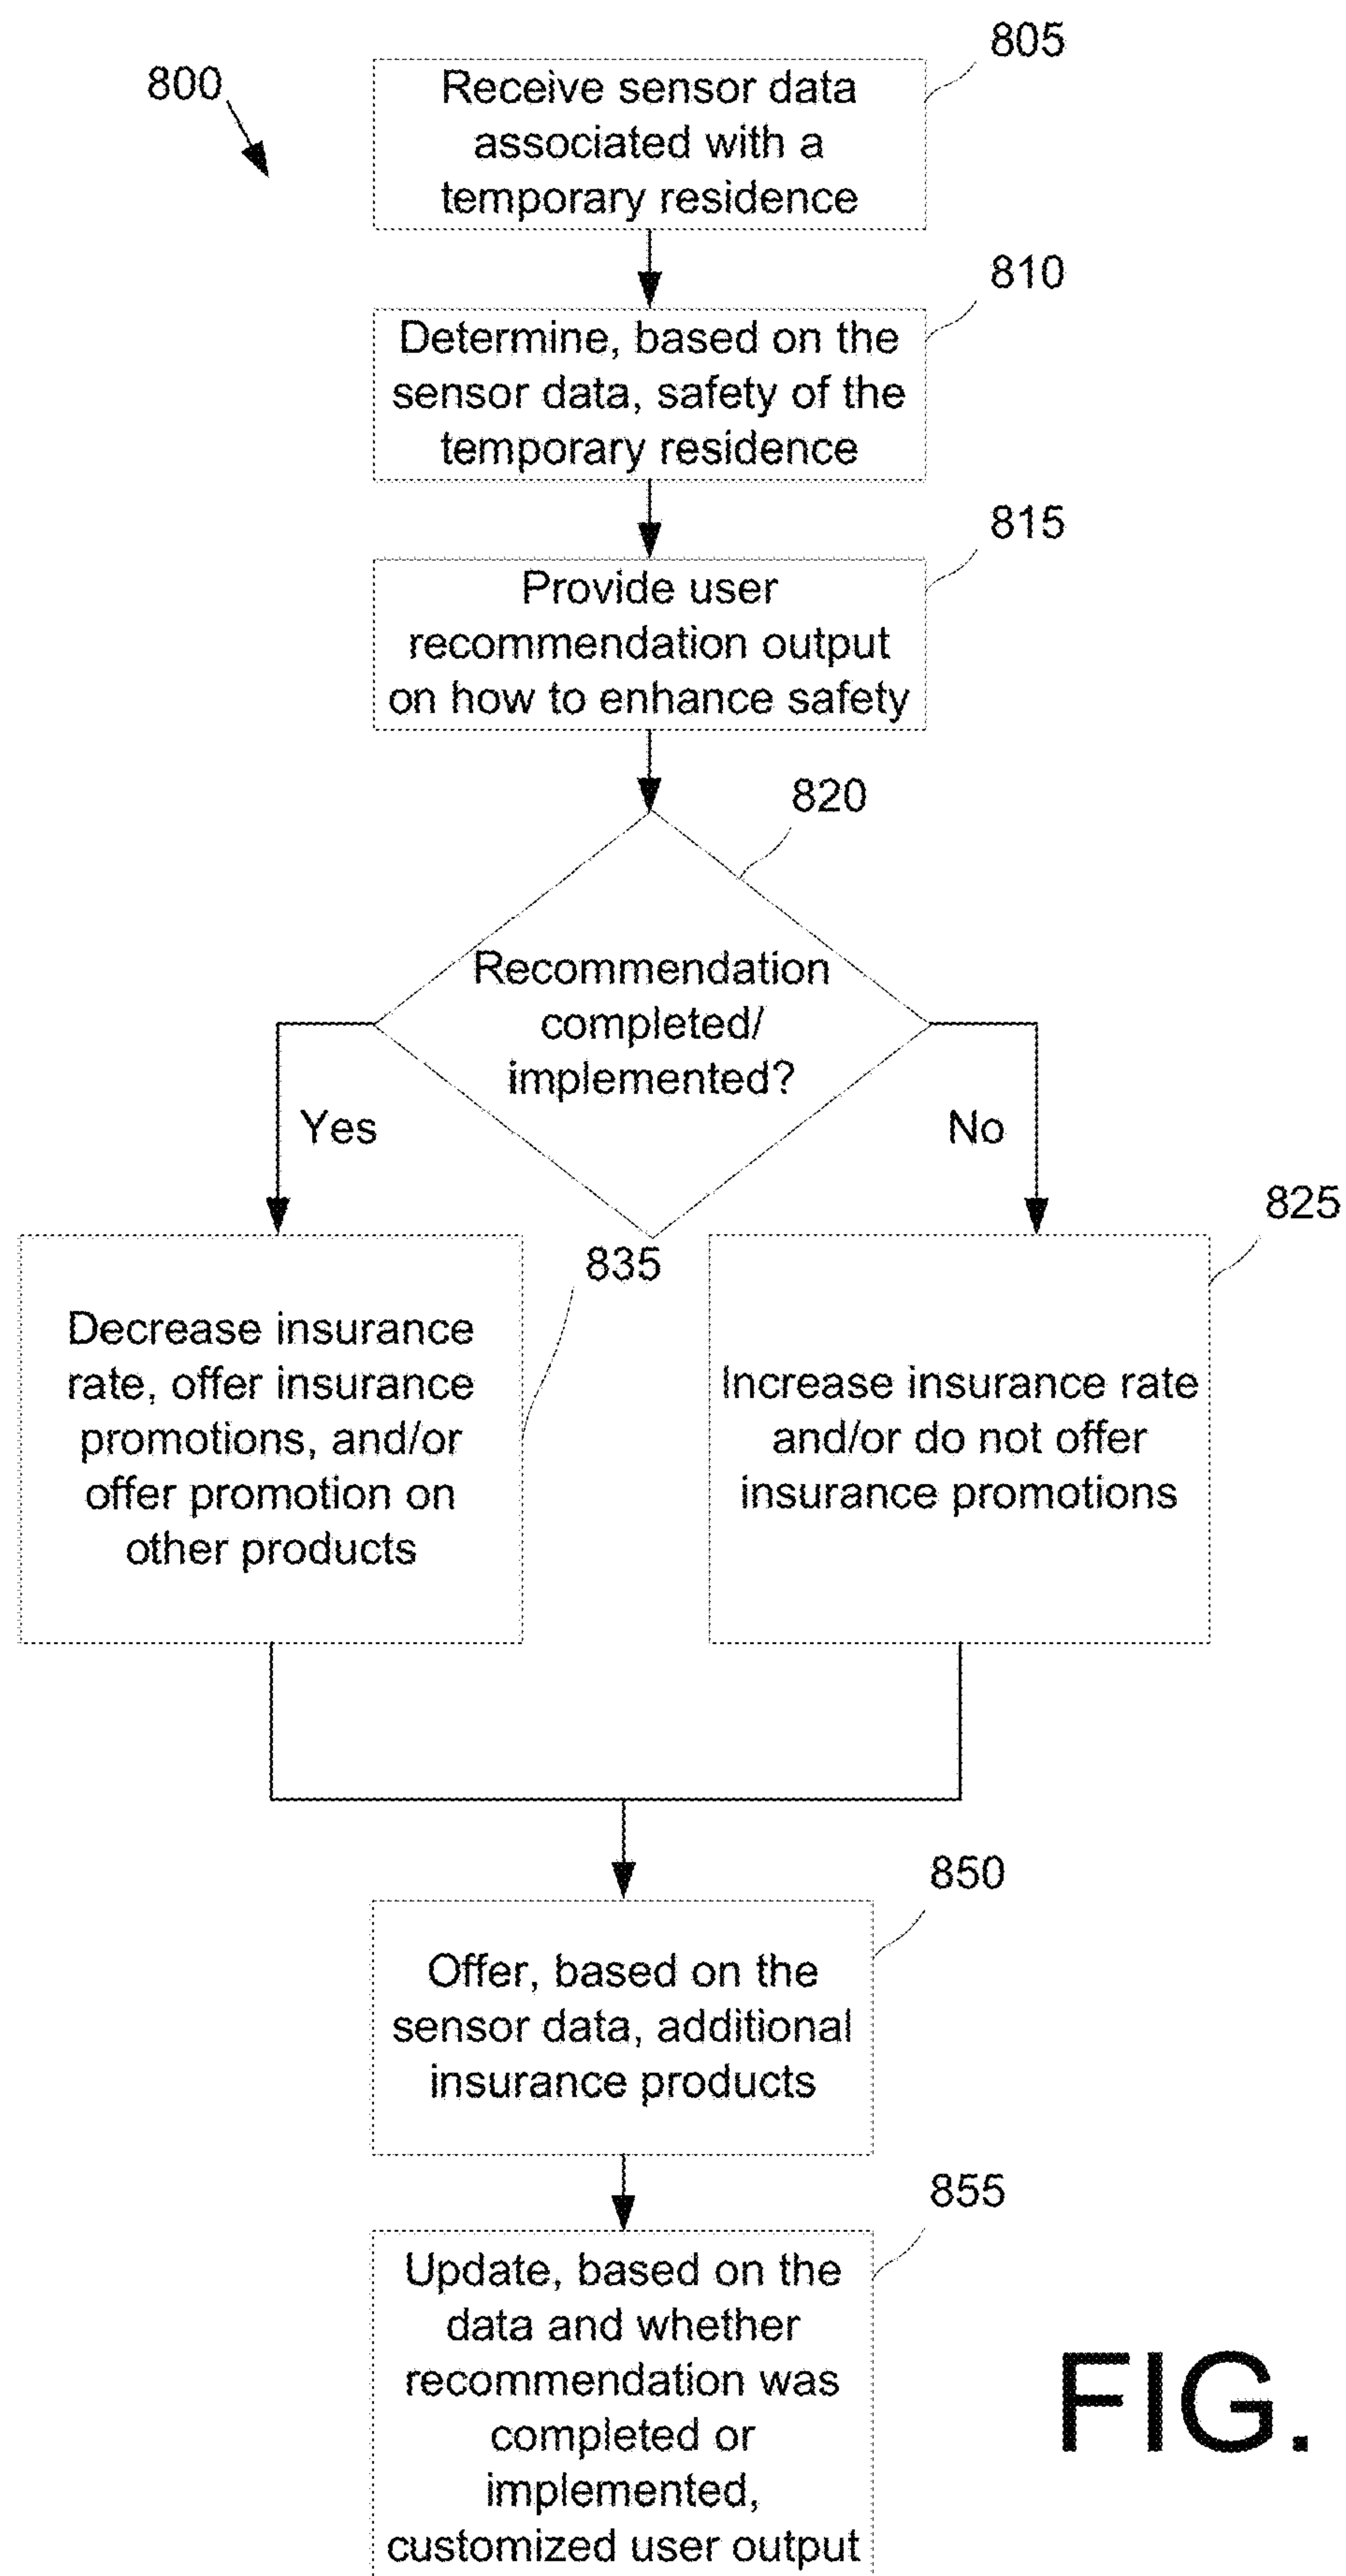 800
805
Receive sensor data
associated with a
temporary residence
810
Determine, based on the
sensor data, safety of the
temporary residence
815
Provide user
recommendation output
on how to enhance safety
820
Recommendation
completed/
implemented?
Yes
No
835
825
Decrease insurance
rate, offer insurance
promotions, and/or
offer promotion on
other products
Increase insurance rate
and/or do not offer
insurance promotions
850
Offer, based on the
sensor data, additional
insurance products
855
Update, based on the
data and whether
recommendation was
completed or
implemented,
customized user output
FIG.